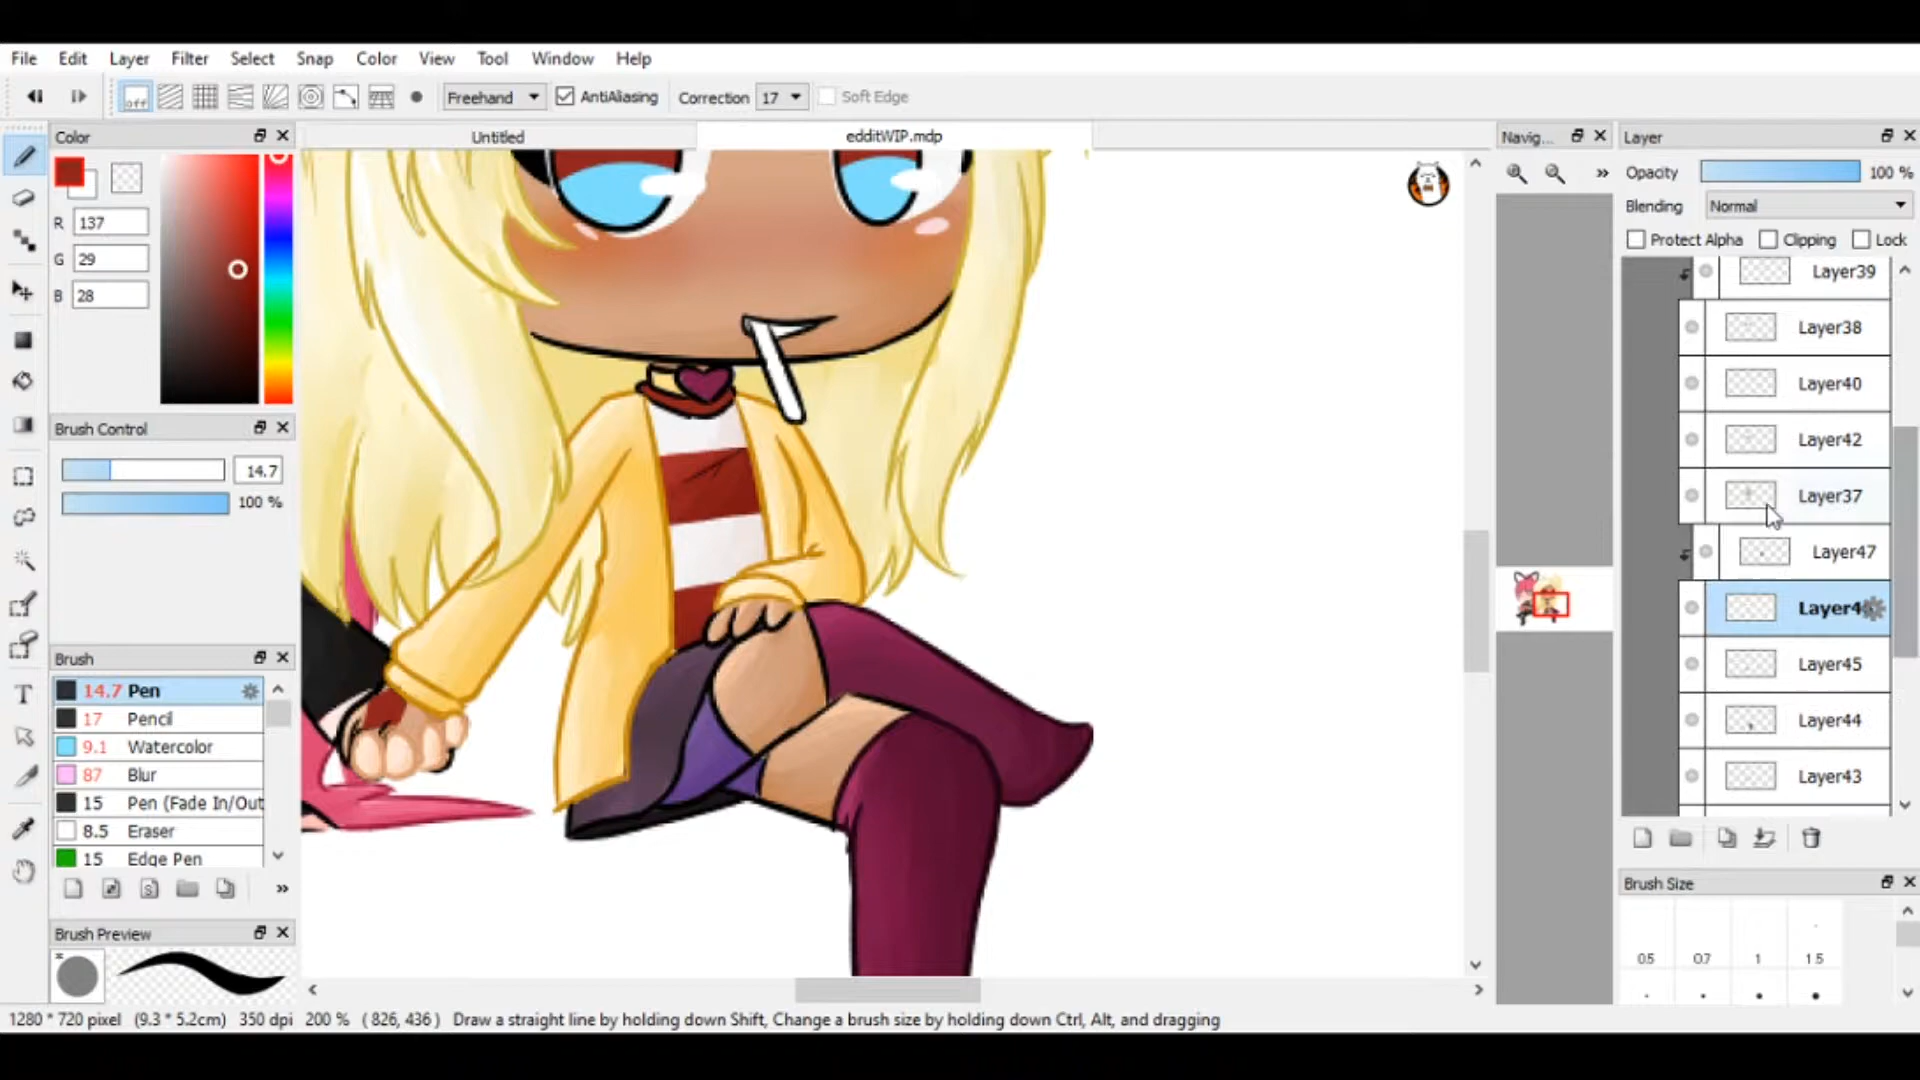 File Edit Layer Filter Select Snap Color View Tool Window Help
off Freehand AntiAliasing Correction 17 Soft Edge
Color
Untitled
edditWIP.mdp
Navig...
Layer
Opacity 100 %
Blending Normal
Protect Alpha Clipping Lock
R 137
G 29
B 28
Layer39
Layer38
Layer40
Layer42
Layer37
Layer47
Layer4
Layer45
Layer44
Layer43
Brush Control
14.7
100 %
Brush
14.7 Pen
17 Pencil
9.1 Watercolor
87 Blur
15 Pen (Fade In/Out
8.5 Eraser
15 Edge Pen
T
S
Brush Preview
Brush Size
0.5 0.7 1 1.5
1280 * 720 pixel (9.3 * 5.2cm) 350 dpi 200 % ( 826, 436 ) Draw a straight line by holding down Shift, Change a brush size by holding down Ctrl, Alt, and dragging